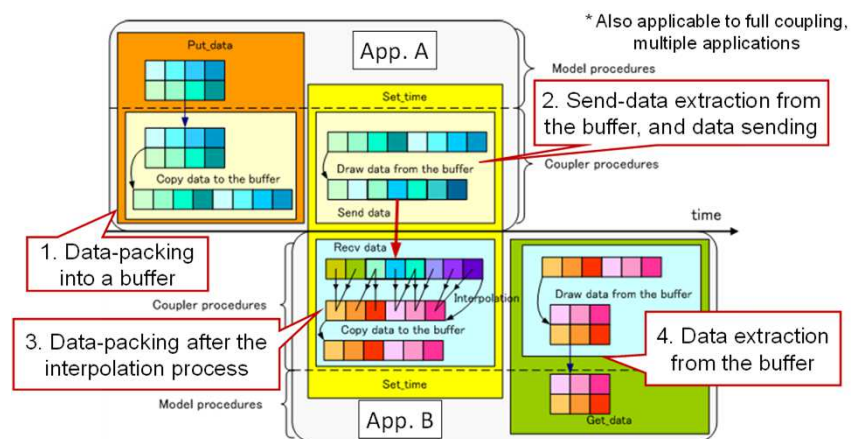 Put_data
App. A
* Also applicable to full coupling,
multiple applications
Model procedures
Set_time
2. Send-data extraction from
the buffer, and data sending
Copy data to the buffer
Draw data from the buffer
Coupler procedures
Send data
time
1. Data-packing
into a buffer
Recv data
Coupler procedures
Interpolation
Draw data from the buffer
3. Data-packing after the
interpolation process
Copy data to the buffer
4. Data extraction
from the buffer
Set_time
Model procedures
App. B
Get_data